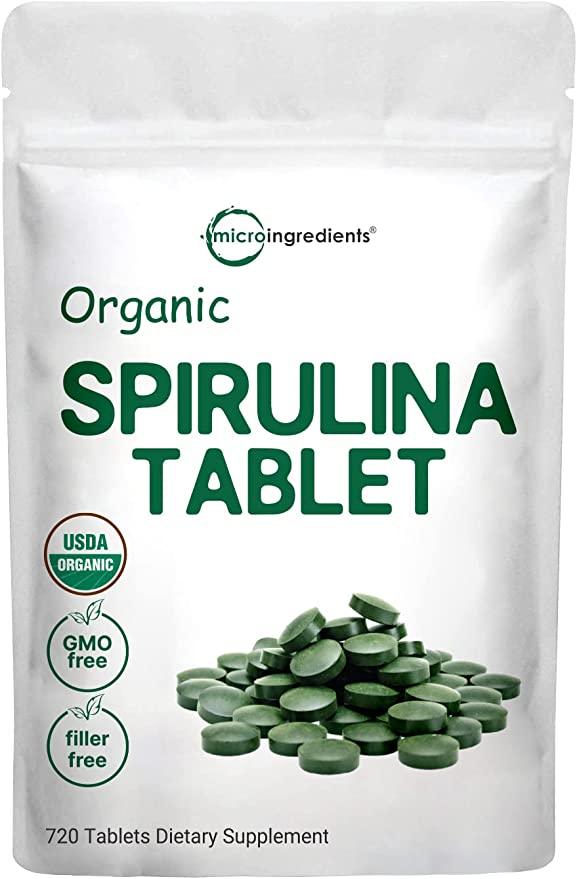 microingredients®
Organic
SPIRULINA
TABLET
USDA
ORGANIC
GMO
free
filler
free
720 Tablets Dietary Supplement